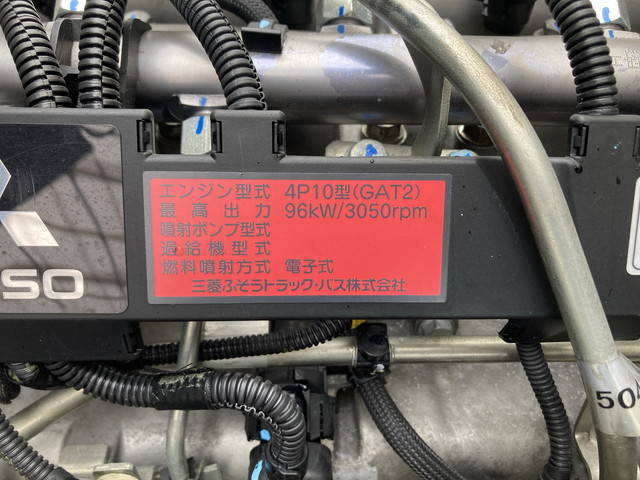 エンジン型式 4P10型(GAT2)
最高出力 96kW/3050rpm
噴射ポンプ型式
過給機型式
燃料噴射方式 電子式
三菱ふそうトラック・バス株式会社
SO
504